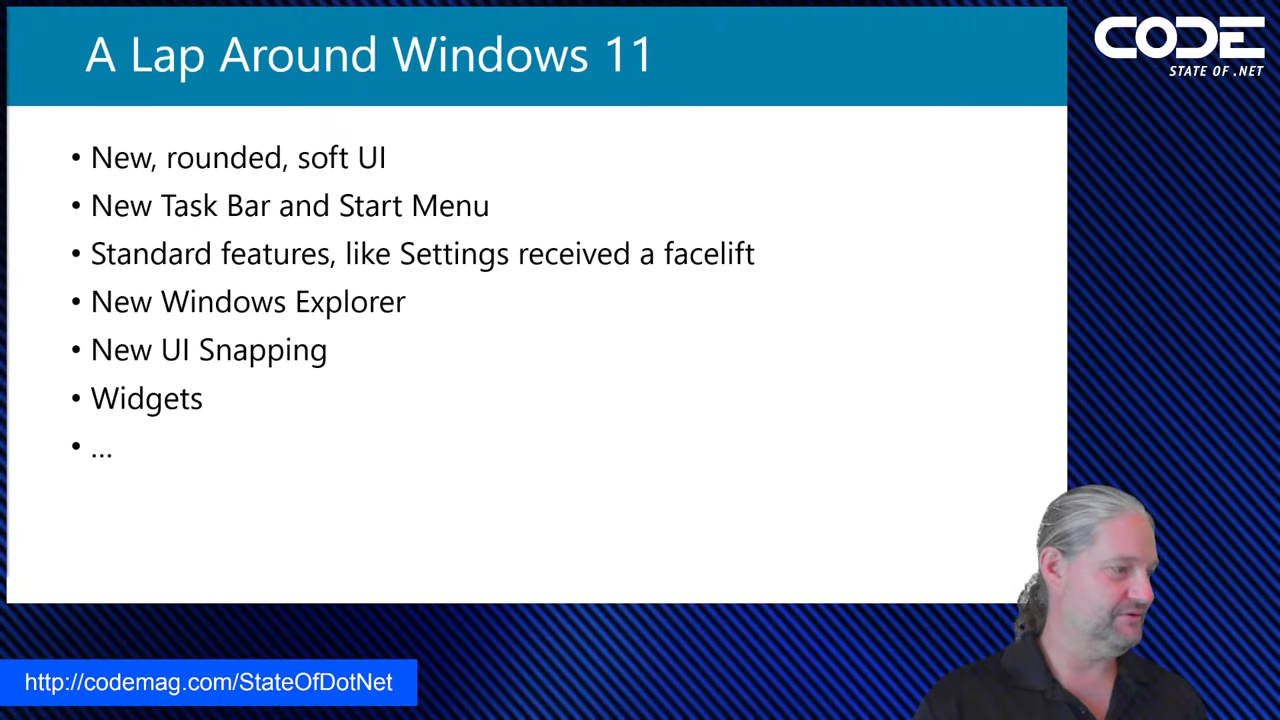 A Lap Around Windows 11
CODE
STATE OF .NET
• New, rounded, soft UI
• New Task Bar and Start Menu
• Standard features, like Settings received a facelift
• New Windows Explorer
• New UI Snapping
• Widgets
• ...
http://codemag.com/StateOfDotNet